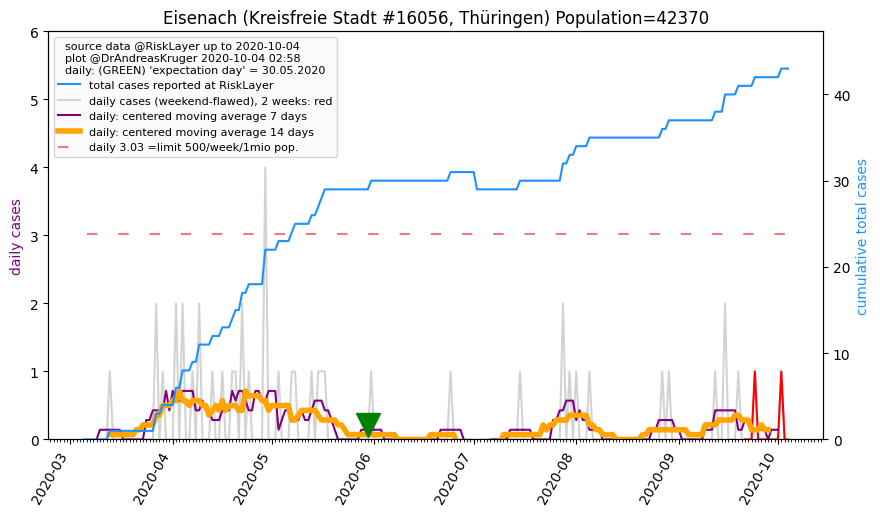 Eisenach (Kreisfreie Stadt #16056, Thüringen) Population=42370
source data @RiskLayer up to 2020-10-04
plot @DrAndreasKruger 2020-10-04 02:58
daily: (GREEN) 'expectation day' = 30.05.2020
total cases reported at RiskLayer
daily cases (weekend-flawed), 2 weeks: red
daily: centered moving average 7 days
daily: centered moving average 14 days
daily 3.03 =limit 500/week/1mio pop.
daily cases
6
5
4
3
2
1
0
cumulative total cases
40
30
20
10
0
2020-03
2020-04
2020-05
2020-06
2020-07
2020-08
2020-09
2020-10